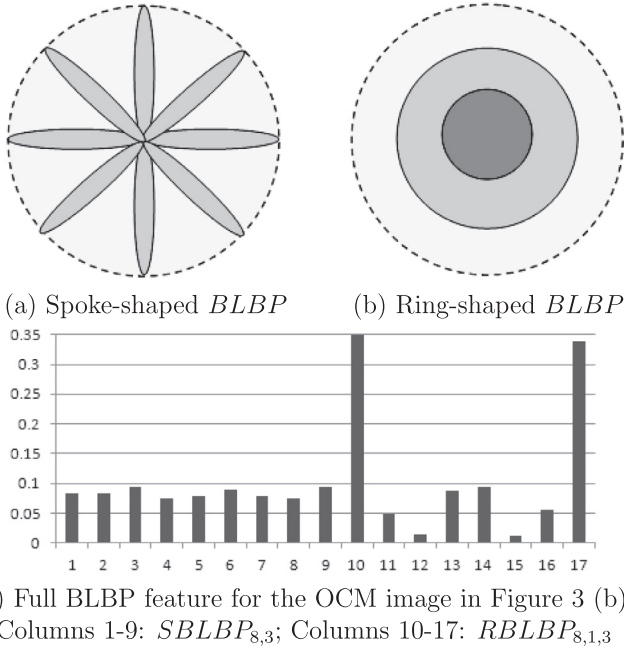 (a) Spoke-shaped BLBP (b) Ring-shaped BLBP
0.35
0.3
0.25
0.2
0.15
0.1
0.05
0
1 2 3 4 5 6 7 8 9 10 11 12 13 14 15 16 17
) Full BLBP feature for the OCM image in Figure 3 (b)
Columns 1-9: SBLBP8,3; Columns 10-17: RBLBP8,1,3